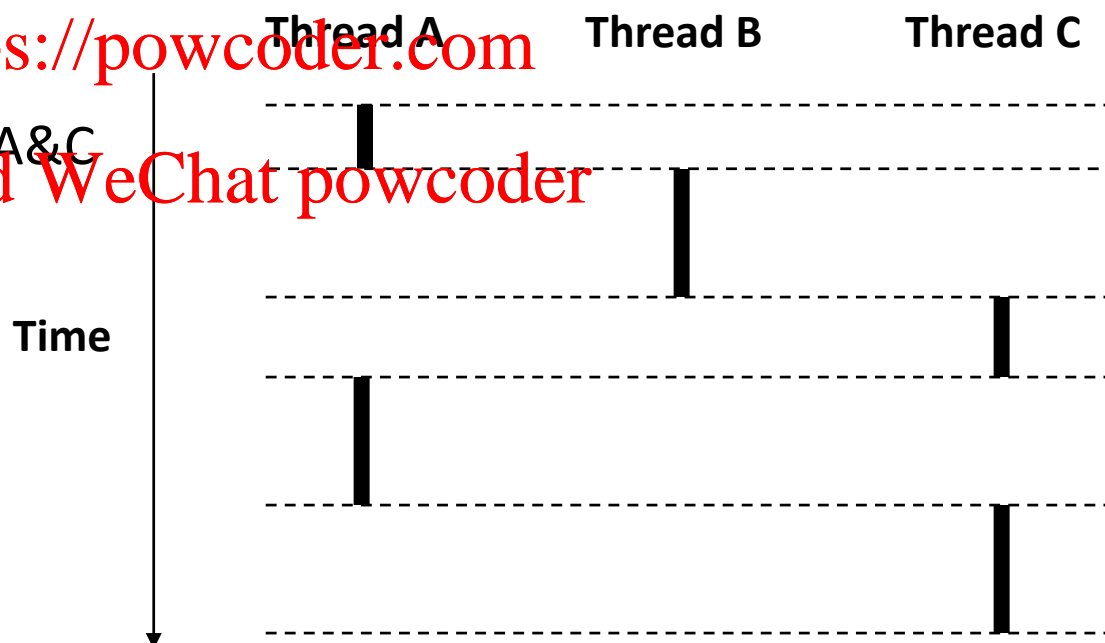 Thread A Thread B Thread C
s://powcoder.com
A&C
d WeChat powcoder
Time